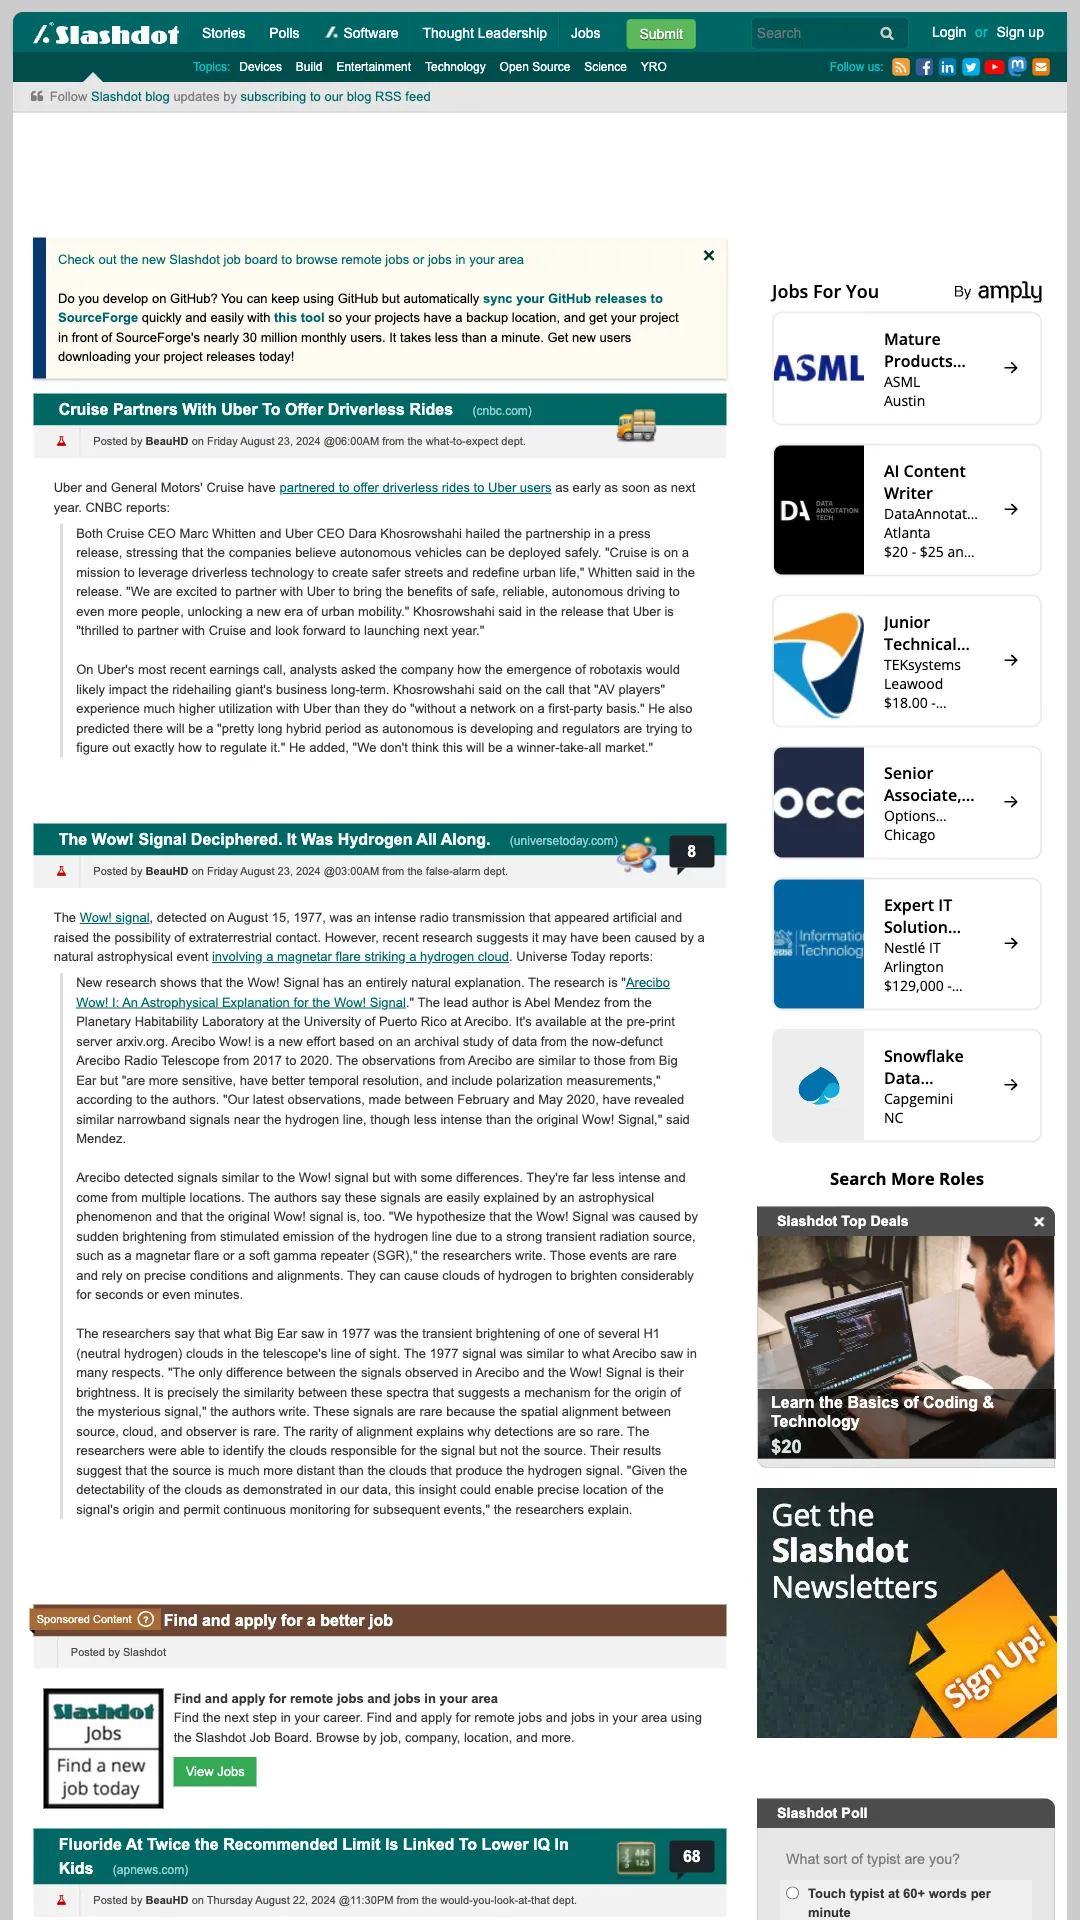 Slashdot
Stories
Polls
Software
Thought Leadership
Jobs
Submit
Search
Login or Sign up
Topics: Devices Build Entertainment Technology Open Source Science YRO
Follow us:
Follow Slashdot blog updates by subscribing to our blog RSS feed
Check out the new Slashdot job board to browse remote jobs or jobs in your area
Do you develop on GitHub? You can keep using GitHub but automatically sync your GitHub releases to
SourceForge quickly and easily with this tool so your projects have a backup location, and get your project
in front of SourceForge's nearly 30 million monthly users. It takes less than a minute. Get new users
downloading your project releases today!
Cruise Partners With Uber To Offer Driverless Rides (cnbc.com)
Posted by BeauHD on Friday August 23, 2024 @06:00AM from the what-to-expect dept.
Uber and General Motors' Cruise have partnered to offer driverless rides to Uber users as early as soon as next
year. CNBC reports:
Both Cruise CEO Marc Whitten and Uber CEO Dara Khosrowshahi hailed the partnership in a press
release, stressing that the companies believe autonomous vehicles can be deployed safely. "Cruise is on a
mission to leverage driverless technology to create safer streets and redefine urban life," Whitten said in the
release. "We are excited to partner with Uber to bring the benefits of safe, reliable, autonomous driving to
even more people, unlocking a new era of urban mobility." Khosrowshahi said in the release that Uber is
"thrilled to partner with Cruise and look forward to launching next year."
On Uber's most recent earnings call, analysts asked the company how the emergence of robotaxis would
likely impact the ridehailing giant's business long-term. Khosrowshahi said on the call that "AV players"
experience much higher utilization with Uber than they do "without a network on a first-party basis." He also
predicted there will be a "pretty long hybrid period as autonomous is developing and regulators are trying to
figure out exactly how to regulate it." He added, "We don't think this will be a winner-take-all market."
The Wow! Signal Deciphered. It Was Hydrogen All Along. (universetoday.com)
8
Posted by BeauHD on Friday August 23, 2024 @03:00AM from the false-alarm dept.
The Wow! signal, detected on August 15, 1977, was an intense radio transmission that appeared artificial and
raised the possibility of extraterrestrial contact. However, recent research suggests it may have been caused by a
natural astrophysical event involving a magnetar flare striking a hydrogen cloud. Universe Today reports:
New research shows that the Wow! Signal has an entirely natural explanation. The research is "Arecibo
Wow! I: An Astrophysical Explanation for the Wow! Signal." The lead author is Abel Mendez from the
Planetary Habitability Laboratory at the University of Puerto Rico at Arecibo. It's available at the pre-print
server arxiv.org. Arecibo Wow! is a new effort based on an archival study of data from the now-defunct
Arecibo Radio Telescope from 2017 to 2020. The observations from Arecibo are similar to those from Big
Ear but "are more sensitive, have better temporal resolution, and include polarization measurements,"
according to the authors. "Our latest observations, made between February and May 2020, have revealed
similar narrowband signals near the hydrogen line, though less intense than the original Wow! Signal," said
Mendez.
Arecibo detected signals similar to the Wow! signal but with some differences. They're far less intense and
come from multiple locations. The authors say these signals are easily explained by an astrophysical
phenomenon and that the original Wow! signal is, too. "We hypothesize that the Wow! Signal was caused by
sudden brightening from stimulated emission of the hydrogen line due to a strong transient radiation source,
such as a magnetar flare or a soft gamma repeater (SGR)," the researchers write. Those events are rare
and rely on precise conditions and alignments. They can cause clouds of hydrogen to brighten considerably
for seconds or even minutes.
The researchers say that what Big Ear saw in 1977 was the transient brightening of one of several H1
(neutral hydrogen) clouds in the telescope's line of sight. The 1977 signal was similar to what Arecibo saw in
many respects. "The only difference between the signals observed in Arecibo and the Wow! Signal is their
brightness. It is precisely the similarity between these spectra that suggests a mechanism for the origin of
the mysterious signal," the authors write. These signals are rare because the spatial alignment between
source, cloud, and observer is rare. The rarity of alignment explains why detections are so rare. The
researchers were able to identify the clouds responsible for the signal but not the source. Their results
suggest that the source is much more distant than the clouds that produce the hydrogen signal. "Given the
detectability of the clouds as demonstrated in our data, this insight could enable precise location of the
signal's origin and permit continuous monitoring for subsequent events," the researchers explain.
Sponsored Content ? Find and apply for a better job
Posted by Slashdot
Slashdot
Jobs
Find a new
job today
Find and apply for remote jobs and jobs in your area
Find the next step in your career. Find and apply for remote jobs and jobs in your area using
the Slashdot Job Board. Browse by job, company, location, and more.
View Jobs
Fluoride At Twice the Recommended Limit Is Linked To Lower IQ In
Kids (apnews.com)
68
Posted by BeauHD on Thursday August 22, 2024 @11:30PM from the would-you-look-at-that dept.
Jobs For You
By amply
ASML
Mature
Products...
ASML
Austin
DA DATA
ANNOTATION
TECH
AI Content
Writer
DataAnnotat...
Atlanta
$20 - $25 an...
Junior
Technical...
TEKsystems
Leawood
$18.00 -...
OCC
Senior
Associate,...
Options...
Chicago
Information
Technology
Expert IT
Solution...
Nestlé IT
Arlington
$129,000 -...
Snowflake
Data...
Capgemini
NC
Search More Roles
Slashdot Top Deals
Learn the Basics of Coding &
Technology
$20
Get the
Slashdot
Newsletters
Sign Up!
Slashdot Poll
What sort of typist are you?
Touch typist at 60+ words per
minute